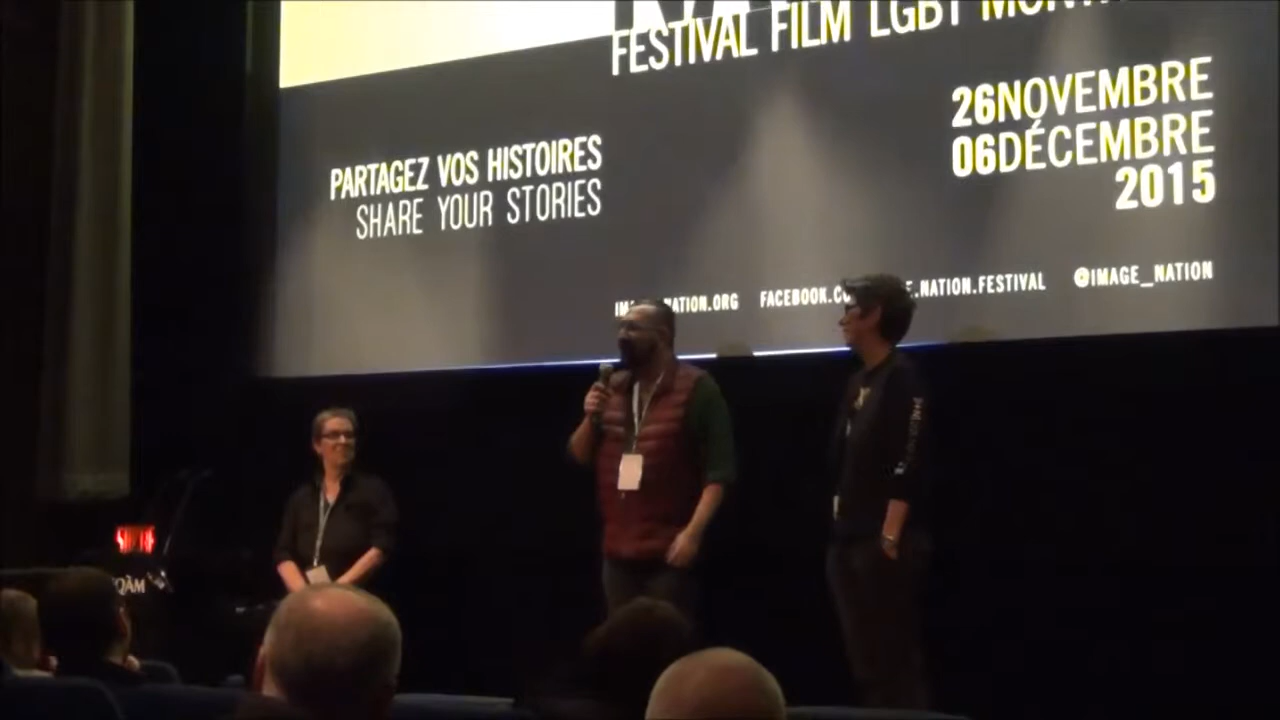 FESTIVAL FILM LGBT
26NOVEMBRE
06DÉCEMBRE
2015
PARTAGEZ VOS HISTOIRES
SHARE YOUR STORIES
@IMAGE_NATION